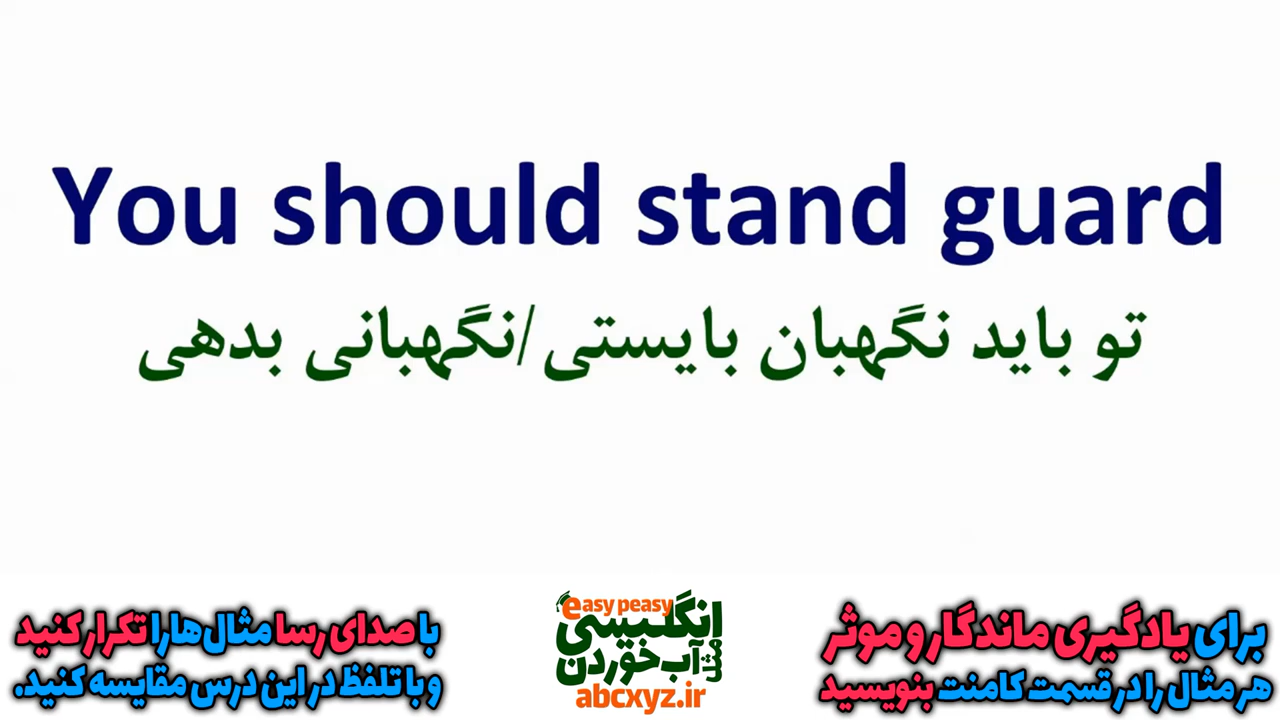 You should stand guard
تو باید نگهبان بایستی/نگهبانی بدهی
برای یادگیری ماندگار و موثر
هر مثال را در قسمت کامنت بنویسید
easy peasy
انگلیسی
مثل آب خوردن
abcxyz.ir
با صدای رسا مثال‌ها را تکرار کنید
و با تلفظ در این درس مقایسه کنید.